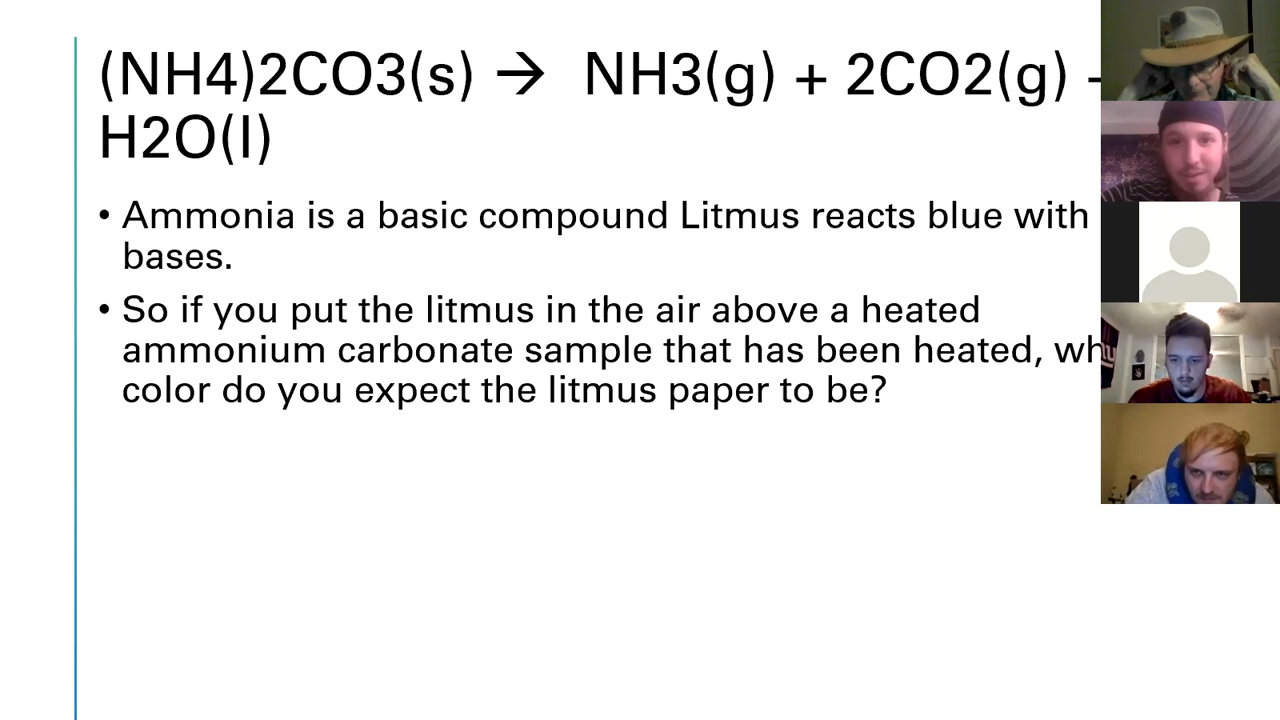 (NH4)2CO3(s) → NH3(g) + 2CO2(g) -
H2O(l)
• Ammonia is a basic compound Litmus reacts blue with
bases.
• So if you put the litmus in the air above a heated
ammonium carbonate sample that has been heated, wh
color do you expect the litmus paper to be?